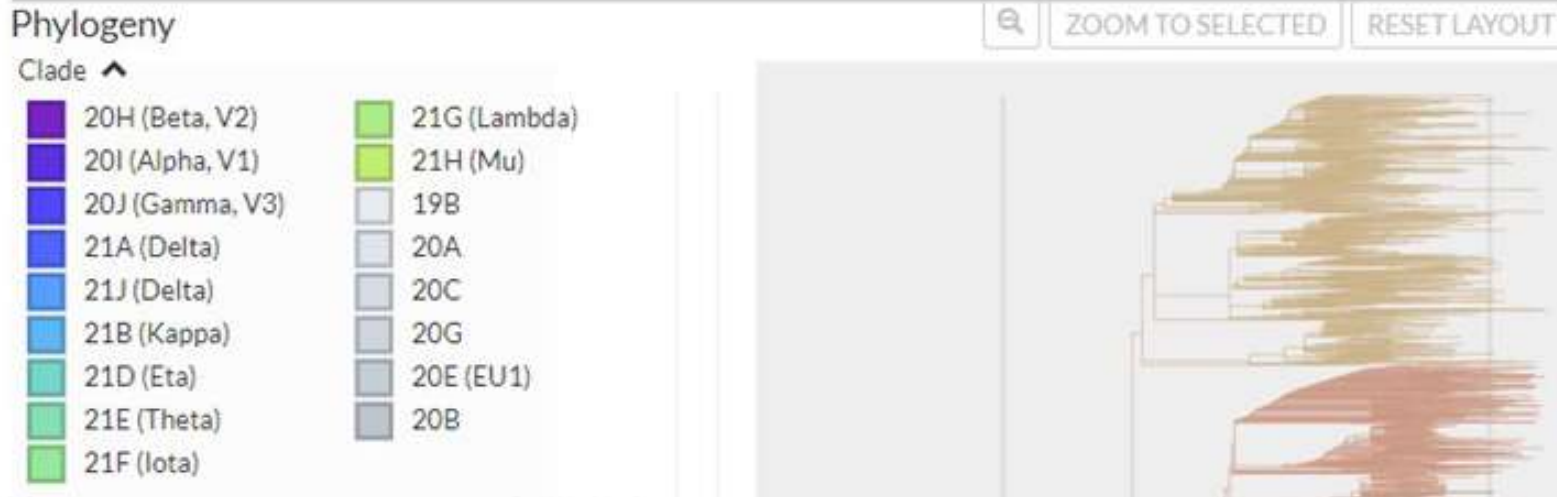 Phylogeny
ZOOM TO SELECTED
RESET LAYOUT
Clade
20H (Beta, V2)
20I (Alpha, V1)
20J (Gamma, V3)
21A (Delta)
21J (Delta)
21B (Kappa)
21D (Eta)
21E (Theta)
21F (Iota)
21G (Lambda)
21H (Mu)
19B
20A
20C
20G
20E (EU1)
20B